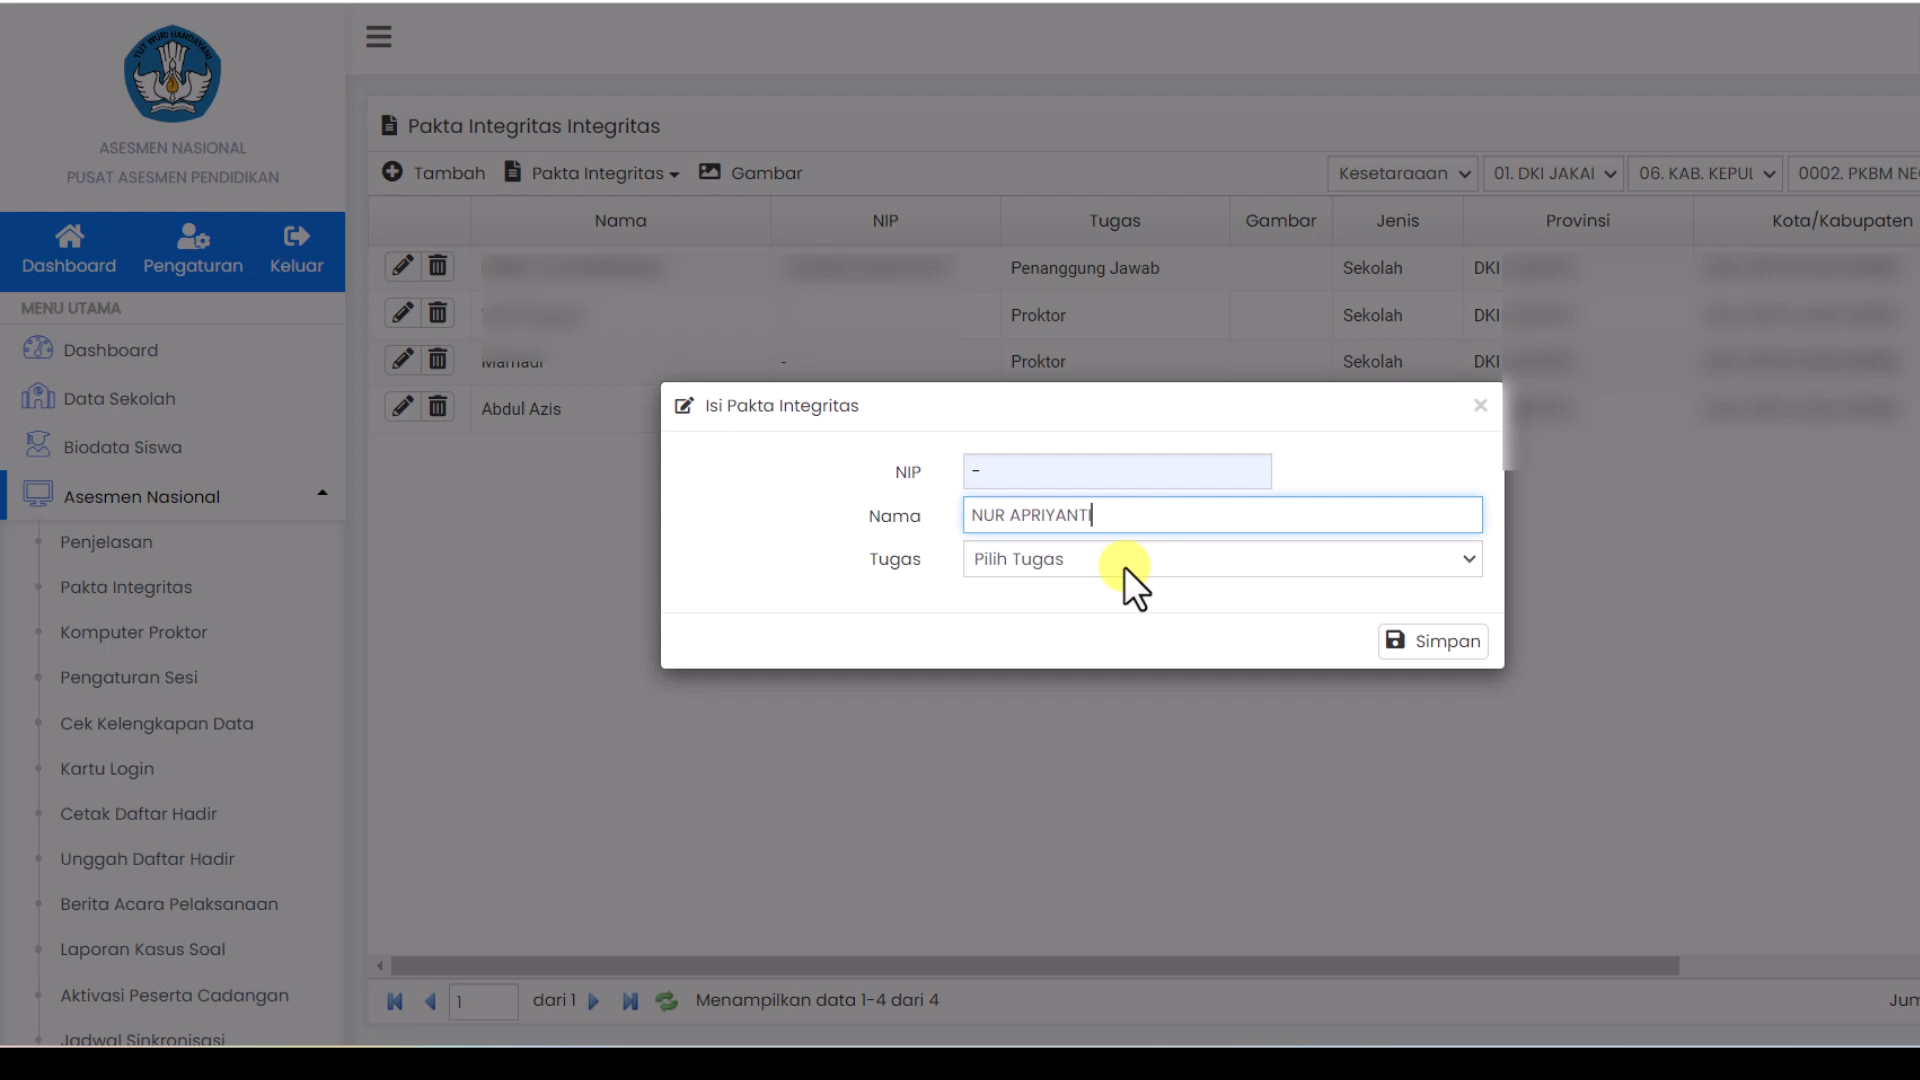 TUT WURI HANDAYANI
ASESMEN NASIONAL
PUSAT ASESMEN PENDIDIKAN
Dashboard Pengaturan Keluar
MENU UTAMA
Dashboard
Data Sekolah
Biodata Siswa
Asesmen Nasional
Penjelasan
Pakta Integritas
Komputer Proktor
Pengaturan Sesi
Cek Kelengkapan Data
Kartu Login
Cetak Daftar Hadir
Unggah Daftar Hadir
Berita Acara Pelaksanaan
Laporan Kasus Soal
Aktivasi Peserta Cadangan
Jadwal Sinkronisasi
Pakta Integritas Integritas
Tambah Pakta Integritas Gambar Kesetaraaan 01. DKI JAKAI 06. KAB. KEPUL 0002. PKBM NE
Nama NIP Tugas Gambar Jenis Provinsi Kota/Kabupaten
Penanggung Jawab Sekolah DKI
Proktor Sekolah DKI
- Proktor Sekolah DKI
Abdul Azis
Isi Pakta Integritas ×
NIP -
Nama NUR APRIYANTI
Tugas Pilih Tugas
Simpan
1 dari 1 Menampilkan data 1-4 dari 4 Jum